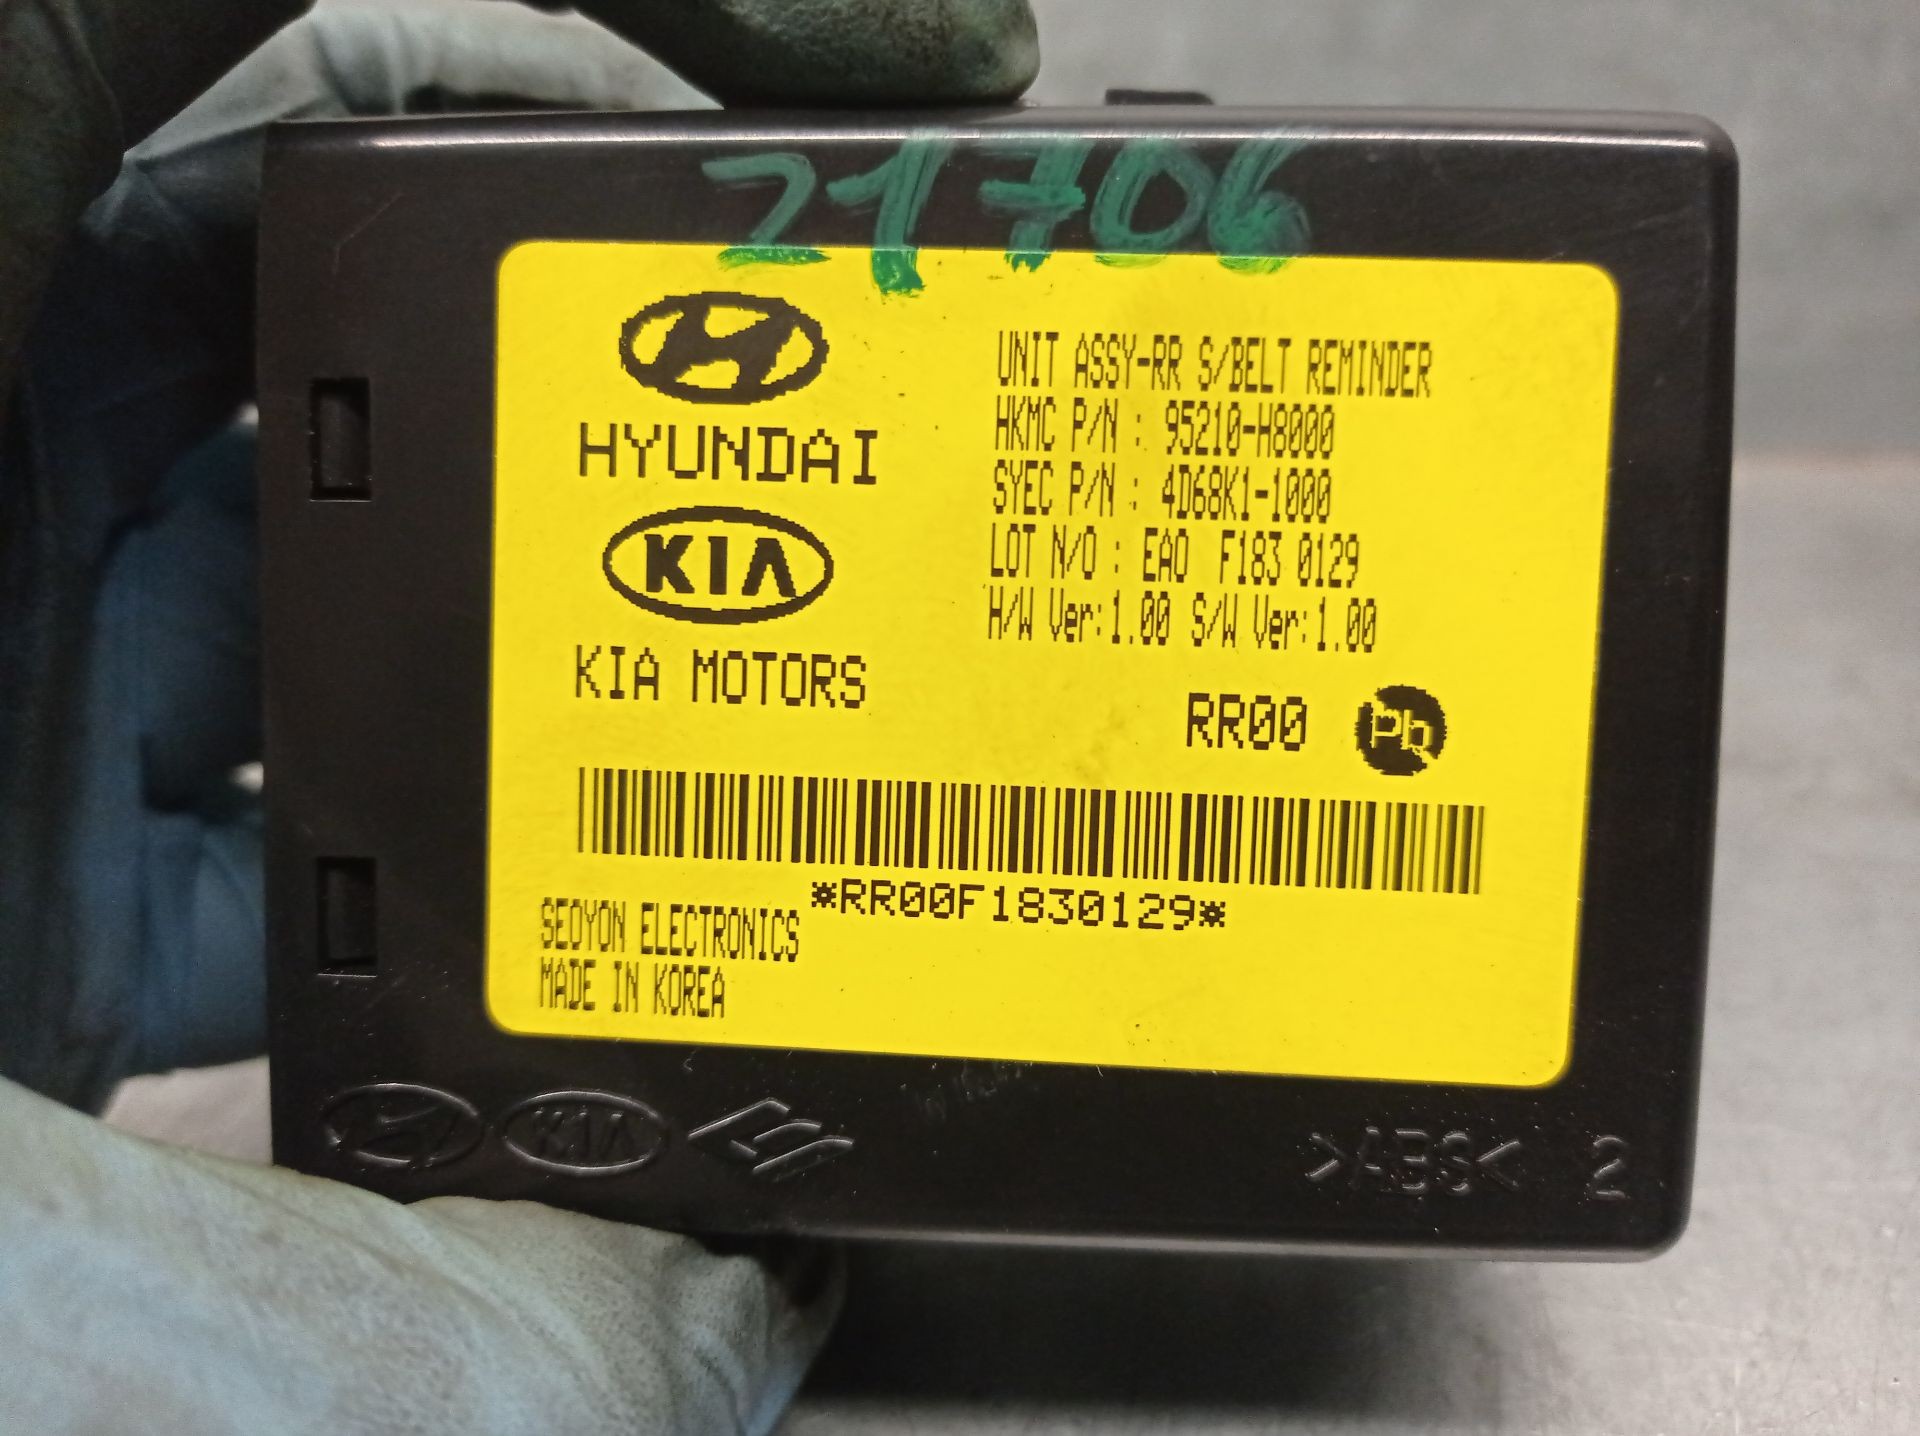 21706
HYUNDAI
KIA
KIA MOTORS
UNIT ASSY-RR S/BELT REMINDER
HKMC P/N : 95210-H8000
SYEC P/N : 4D68K1-1000
LOT N/O : EAO F183 0129
H/W Ver:1.00 S/W Ver:1.00
RR00 Pb
*RR00F1830129*
SEOYON ELECTRONICS
MADE IN KOREA
KIA
>ABS< 2